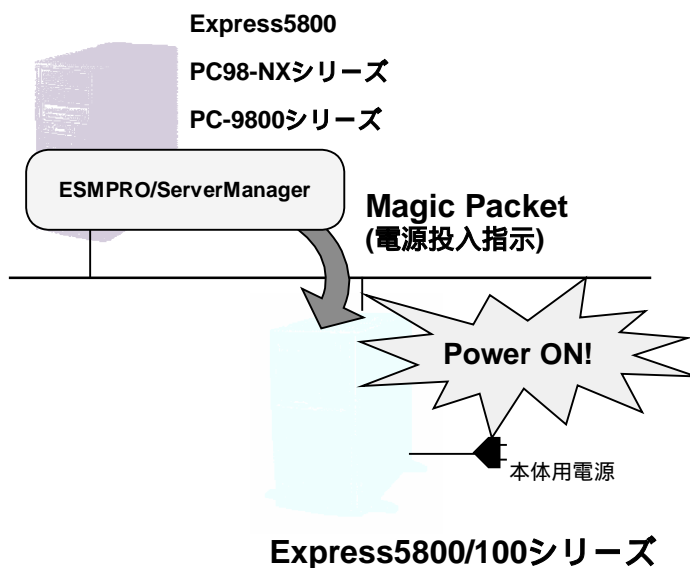 Express5800
PC98-NXシリーズ
PC-9800シリーズ
ESMPRO/ServerManager
Magic Packet
(電源投入指示)
Power ON!
本体用電源
Express5800/100シリーズ